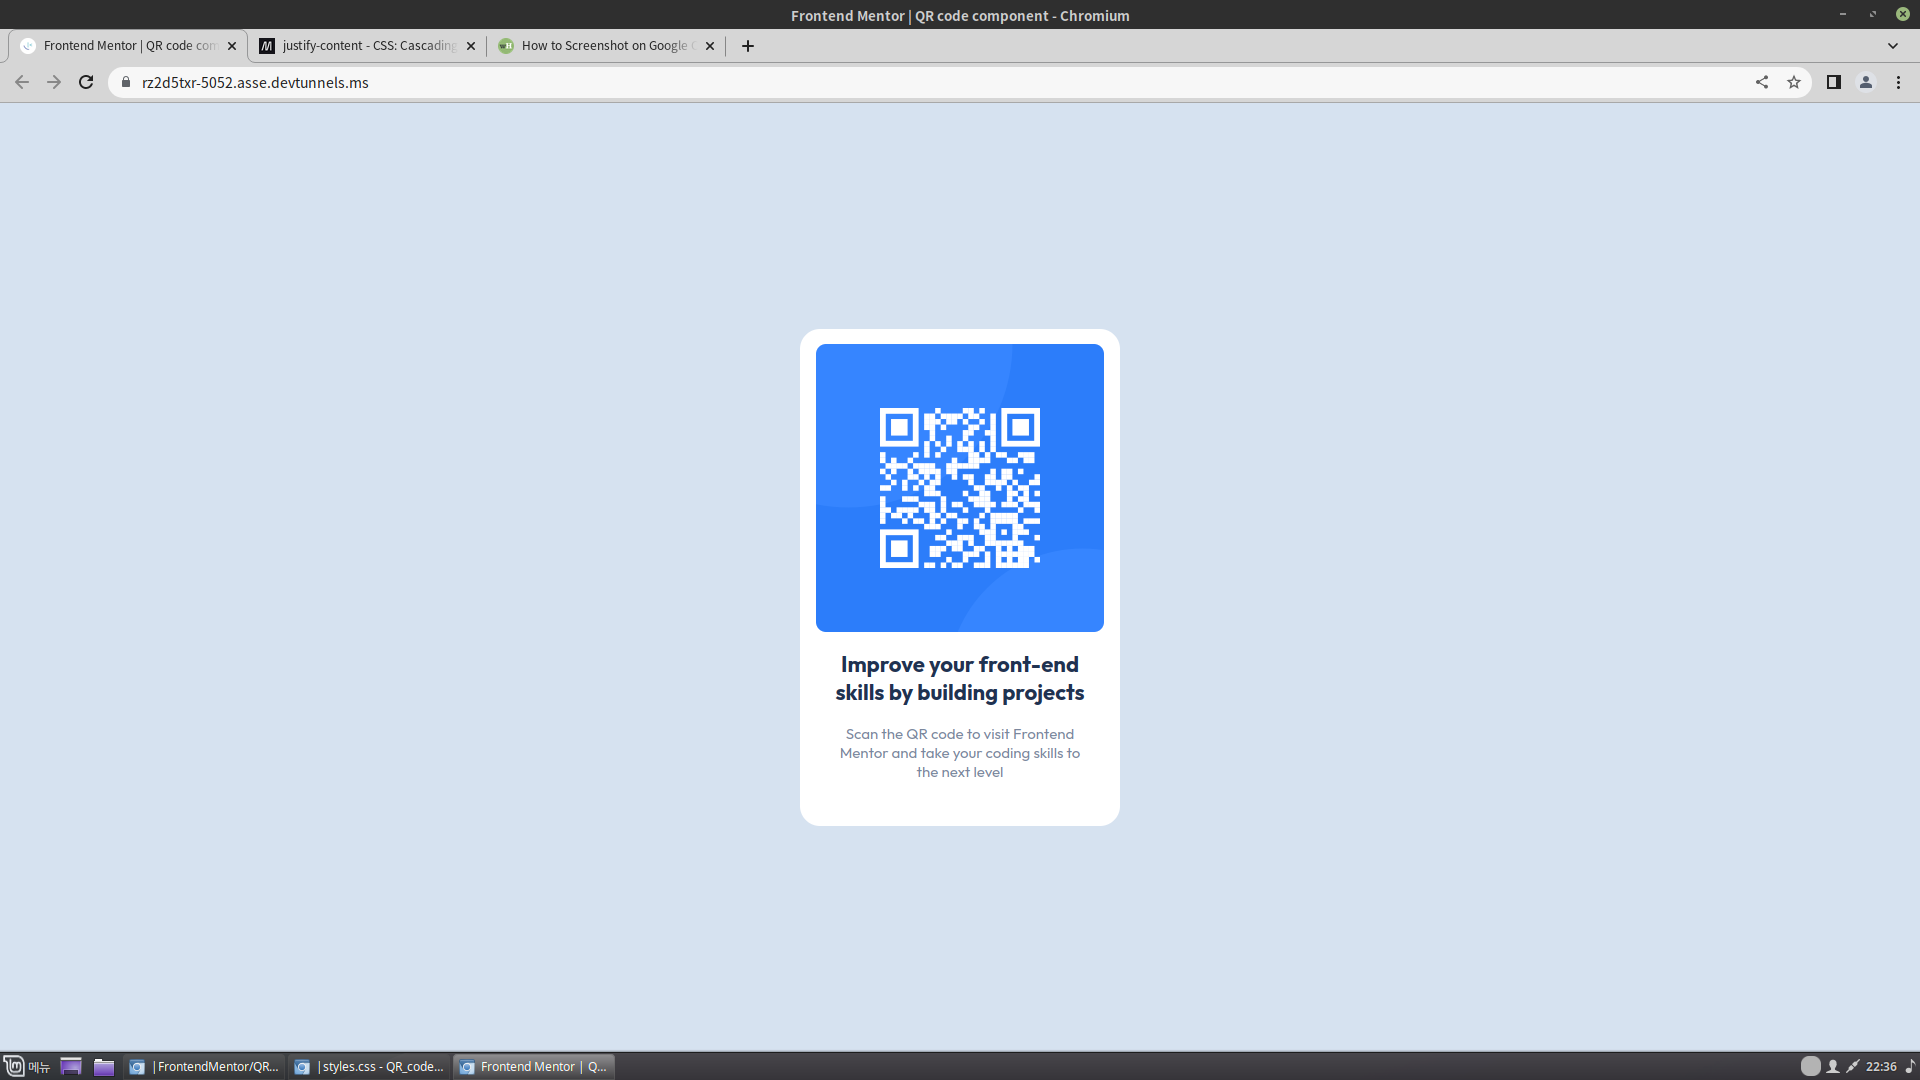 Frontend Mentor | QR code component - Chromium
Frontend Mentor | QR code com
justify-content - CSS: Cascading
How to Screenshot on Google C
rz2d5txr-5052.asse.devtunnels.ms
Improve your front-end
skills by building projects
Scan the QR code to visit Frontend
Mentor and take your coding skills to
the next level
메뉴
|FrontendMentor/QR...
|styles.css - QR_code...
Frontend Mentor | Q...
22:36